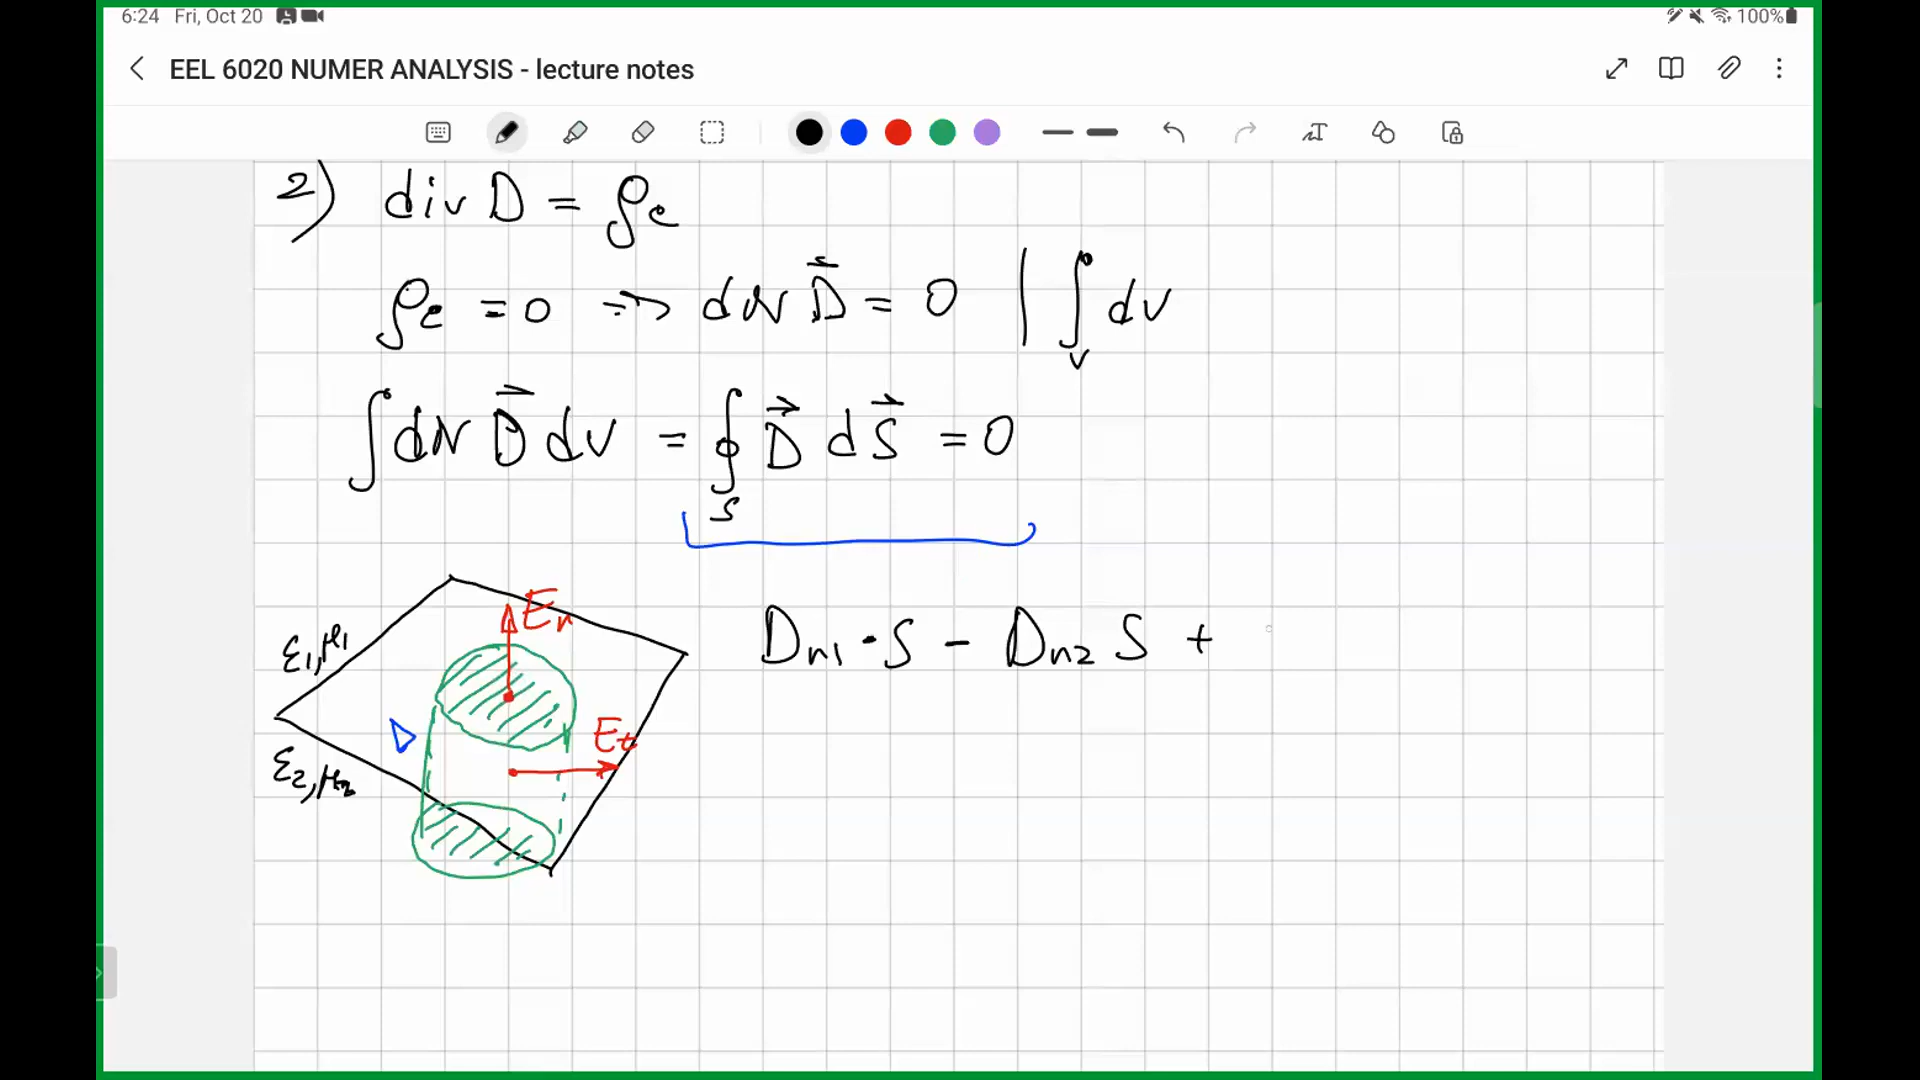 6:24 Fri, Oct 20
100%
EEL 6020 NUMER ANALYSIS - lecture notes
2) div D = ρe
ρe = 0 => div D⃗ = 0 | ∫V dv
∫ div D⃗ dv = ∮S D⃗ dS⃗ = 0
En
ε1, μ1
Dn1 · S - Dn2 S +
Δ
Et
ε2, μ2